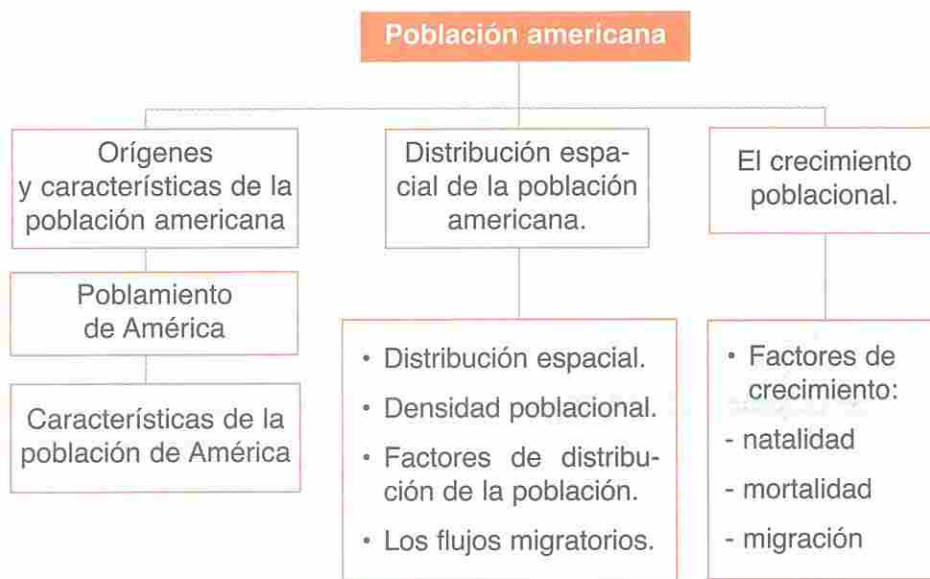 Población americana
Orígenes
y características de la
población americana
Poblamiento
de América
Características de la
población de América
Distribución espa-
cial de la población
americana.
• Distribución espacial.
• Densidad poblacional.
• Factores de distribu-
ción de la población.
• Los flujos migratorios.
El crecimiento
poblacional.
• Factores de
crecimiento:
- natalidad
- mortalidad
- migración